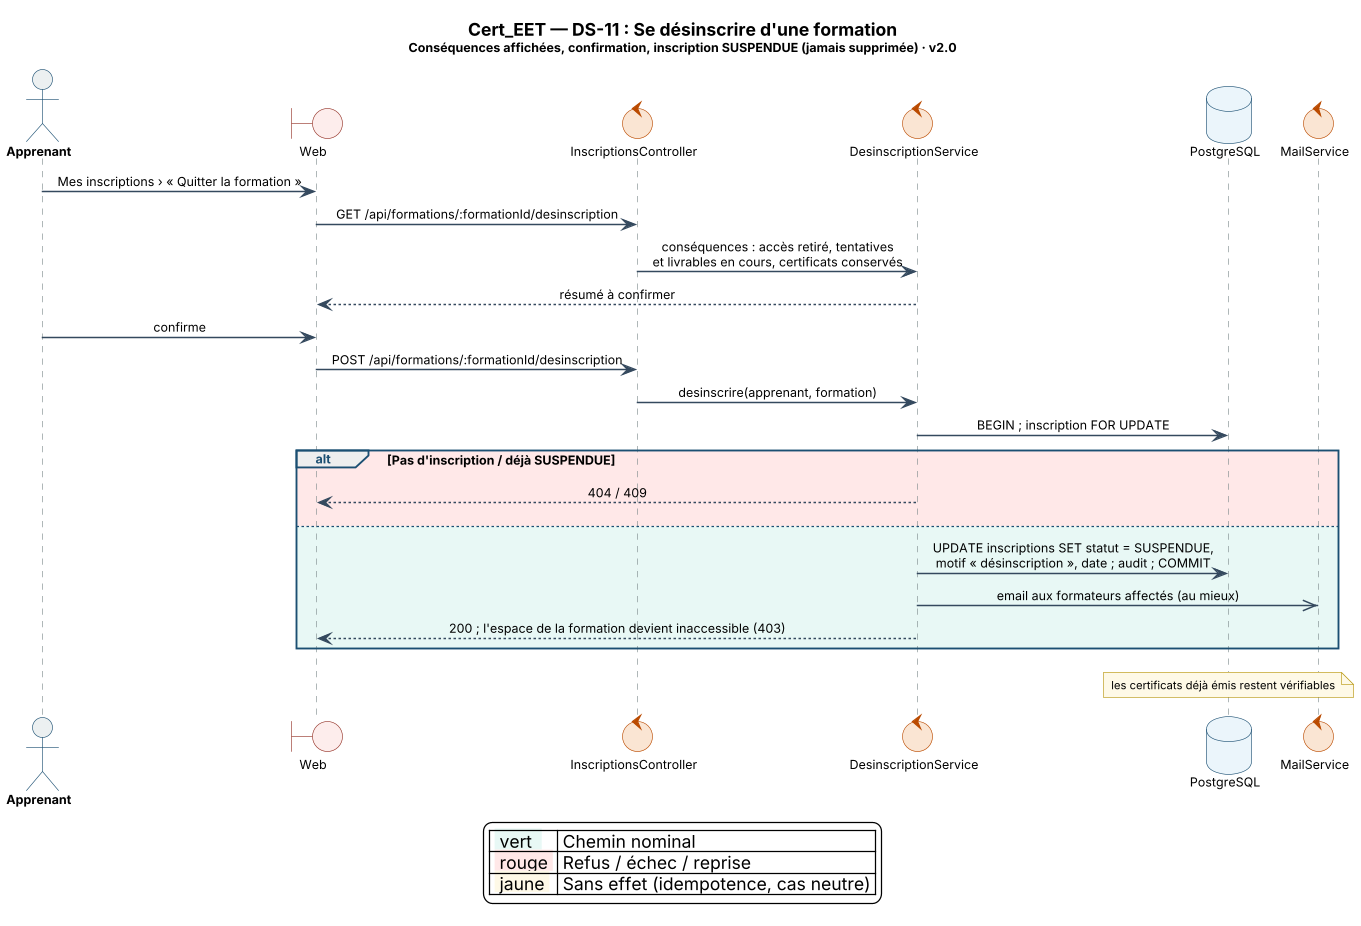 Cert_EET — DS-11 : Se désinscrire d'une formation
Conséquences affichées, confirmation, inscription SUSPENDUE (jamais supprimée) · v2.0
Apprenant
Web
InscriptionsController
DesinscriptionService
PostgreSQL
MailService
Mes inscriptions › « Quitter la formation »
GET /api/formations/:formationId/desinscription
conséquences : accès retiré, tentatives
et livrables en cours, certificats conservés
résumé à confirmer
confirme
POST /api/formations/:formationId/desinscription
desinscrire(apprenant, formation)
BEGIN ; inscription FOR UPDATE
alt
[Pas d'inscription / déjà SUSPENDUE]
404 / 409
UPDATE inscriptions SET statut = SUSPENDUE,
motif « désinscription », date ; audit ; COMMIT
email aux formateurs affectés (au mieux)
200 ; l'espace de la formation devient inaccessible (403)
les certificats déjà émis restent vérifiables
Apprenant
Web
InscriptionsController
DesinscriptionService
PostgreSQL
MailService
vert Chemin nominal
rouge Refus / échec / reprise
jaune Sans effet (idempotence, cas neutre)